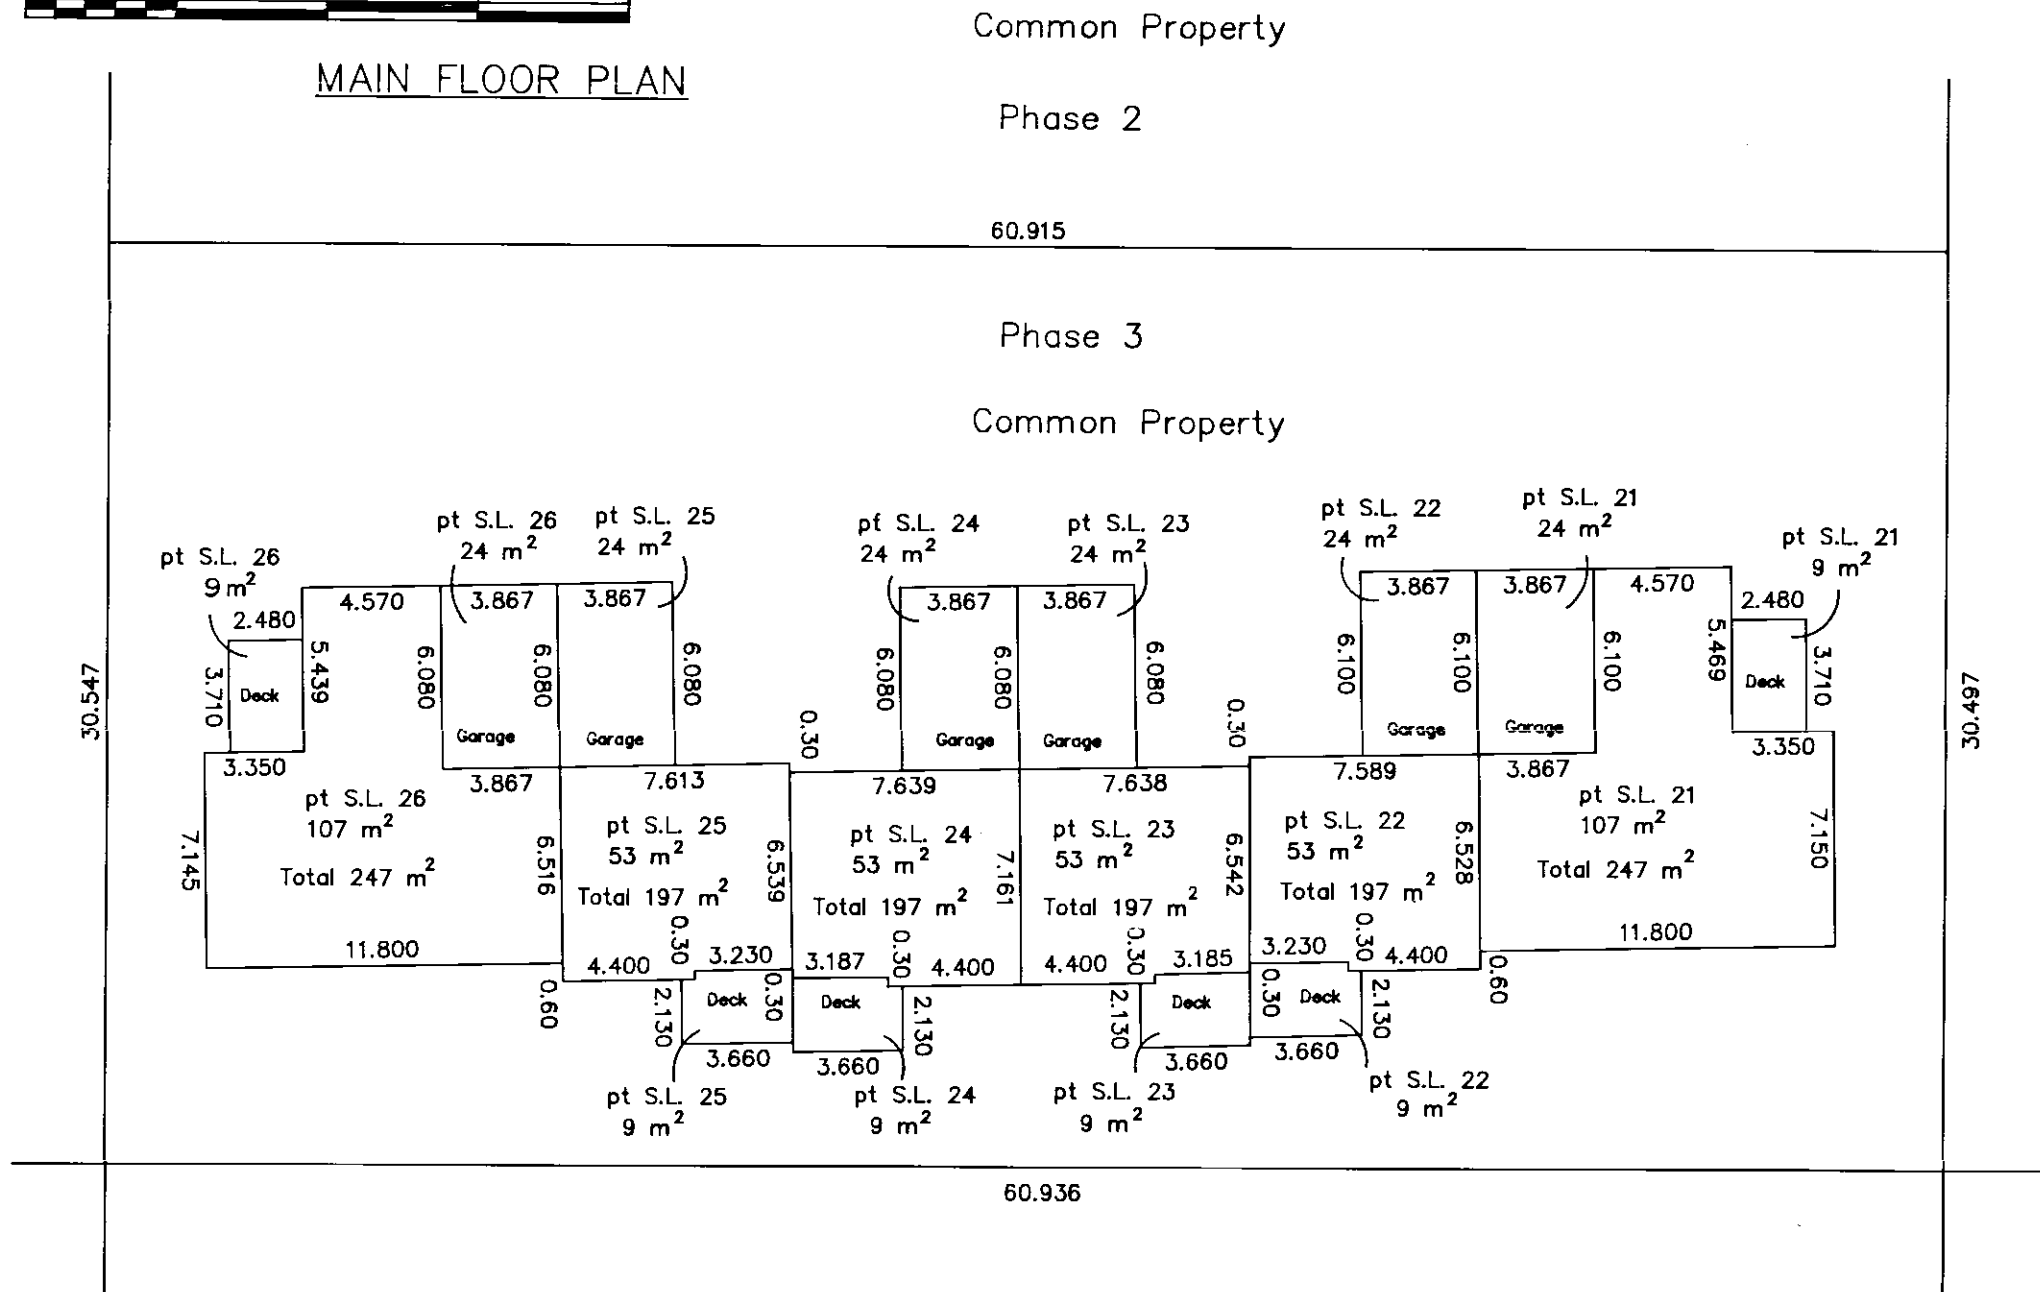 Common Property
MAIN FLOOR PLAN
Phase 2
60.915
Phase 3
Common Property
30.547
30.497
pt S.L. 26
9 m²
pt S.L. 26
24 m²
pt S.L. 25
24 m²
pt S.L. 24
24 m²
pt S.L. 23
24 m²
pt S.L. 22
24 m²
pt S.L. 21
24 m²
pt S.L. 21
9 m²
2.480
4.570
3.867
3.867
3.867
3.867
3.867
3.867
4.570
2.480
3.710
Deck
5.439
6.080
6.080
6.080
6.080
6.080
6.080
6.100
6.100
6.100
5.469
Deck
3.710
Garage
Garage
0.30
Garage
Garage
0.30
Garage
Garage
3.350
3.867
7.613
7.639
7.638
7.589
3.867
3.350
pt S.L. 26
107 m²
Total 247 m²
pt S.L. 25
53 m²
Total 197 m²
pt S.L. 24
53 m²
Total 197 m²
pt S.L. 23
53 m²
Total 197 m²
pt S.L. 22
53 m²
Total 197 m²
pt S.L. 21
107 m²
Total 247 m²
7.145
6.516
6.539
7.161
6.542
6.528
7.150
11.800
4.400
0.30
3.230
3.187
0.30
4.400
4.400
0.30
3.185
3.230
0.30
4.400
11.800
0.60
2.130
Deck
0.30
Deck
2.130
2.130
Deck
0.30
Deck
2.130
0.60
3.660
3.660
3.660
3.660
pt S.L. 25
9 m²
pt S.L. 24
9 m²
pt S.L. 23
9 m²
pt S.L. 22
9 m²
60.936